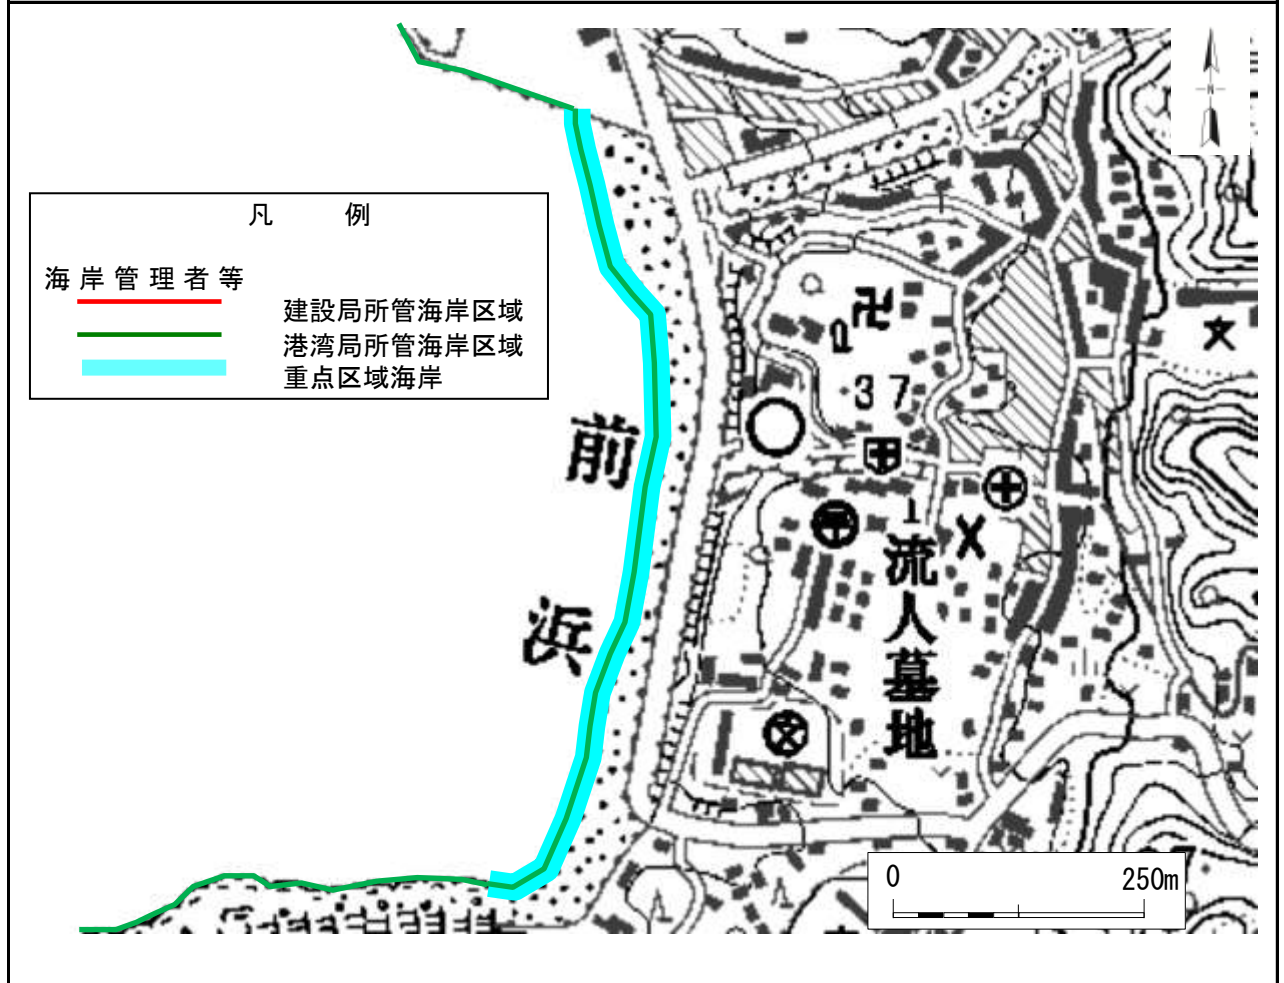 N
凡 例
海岸管理者等
建設局所管海岸区域
港湾局所管海岸区域
重点区域海岸
前浜
37
流人墓地
0 250m